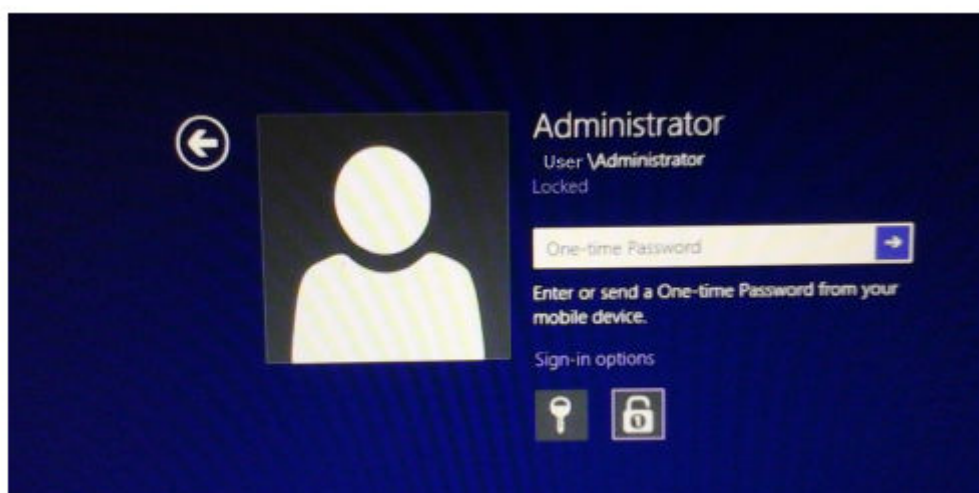 Administrator
User \Administrator
Locked
One-time Password
Enter or send a One-time Password from your
mobile device.
Sign-in options